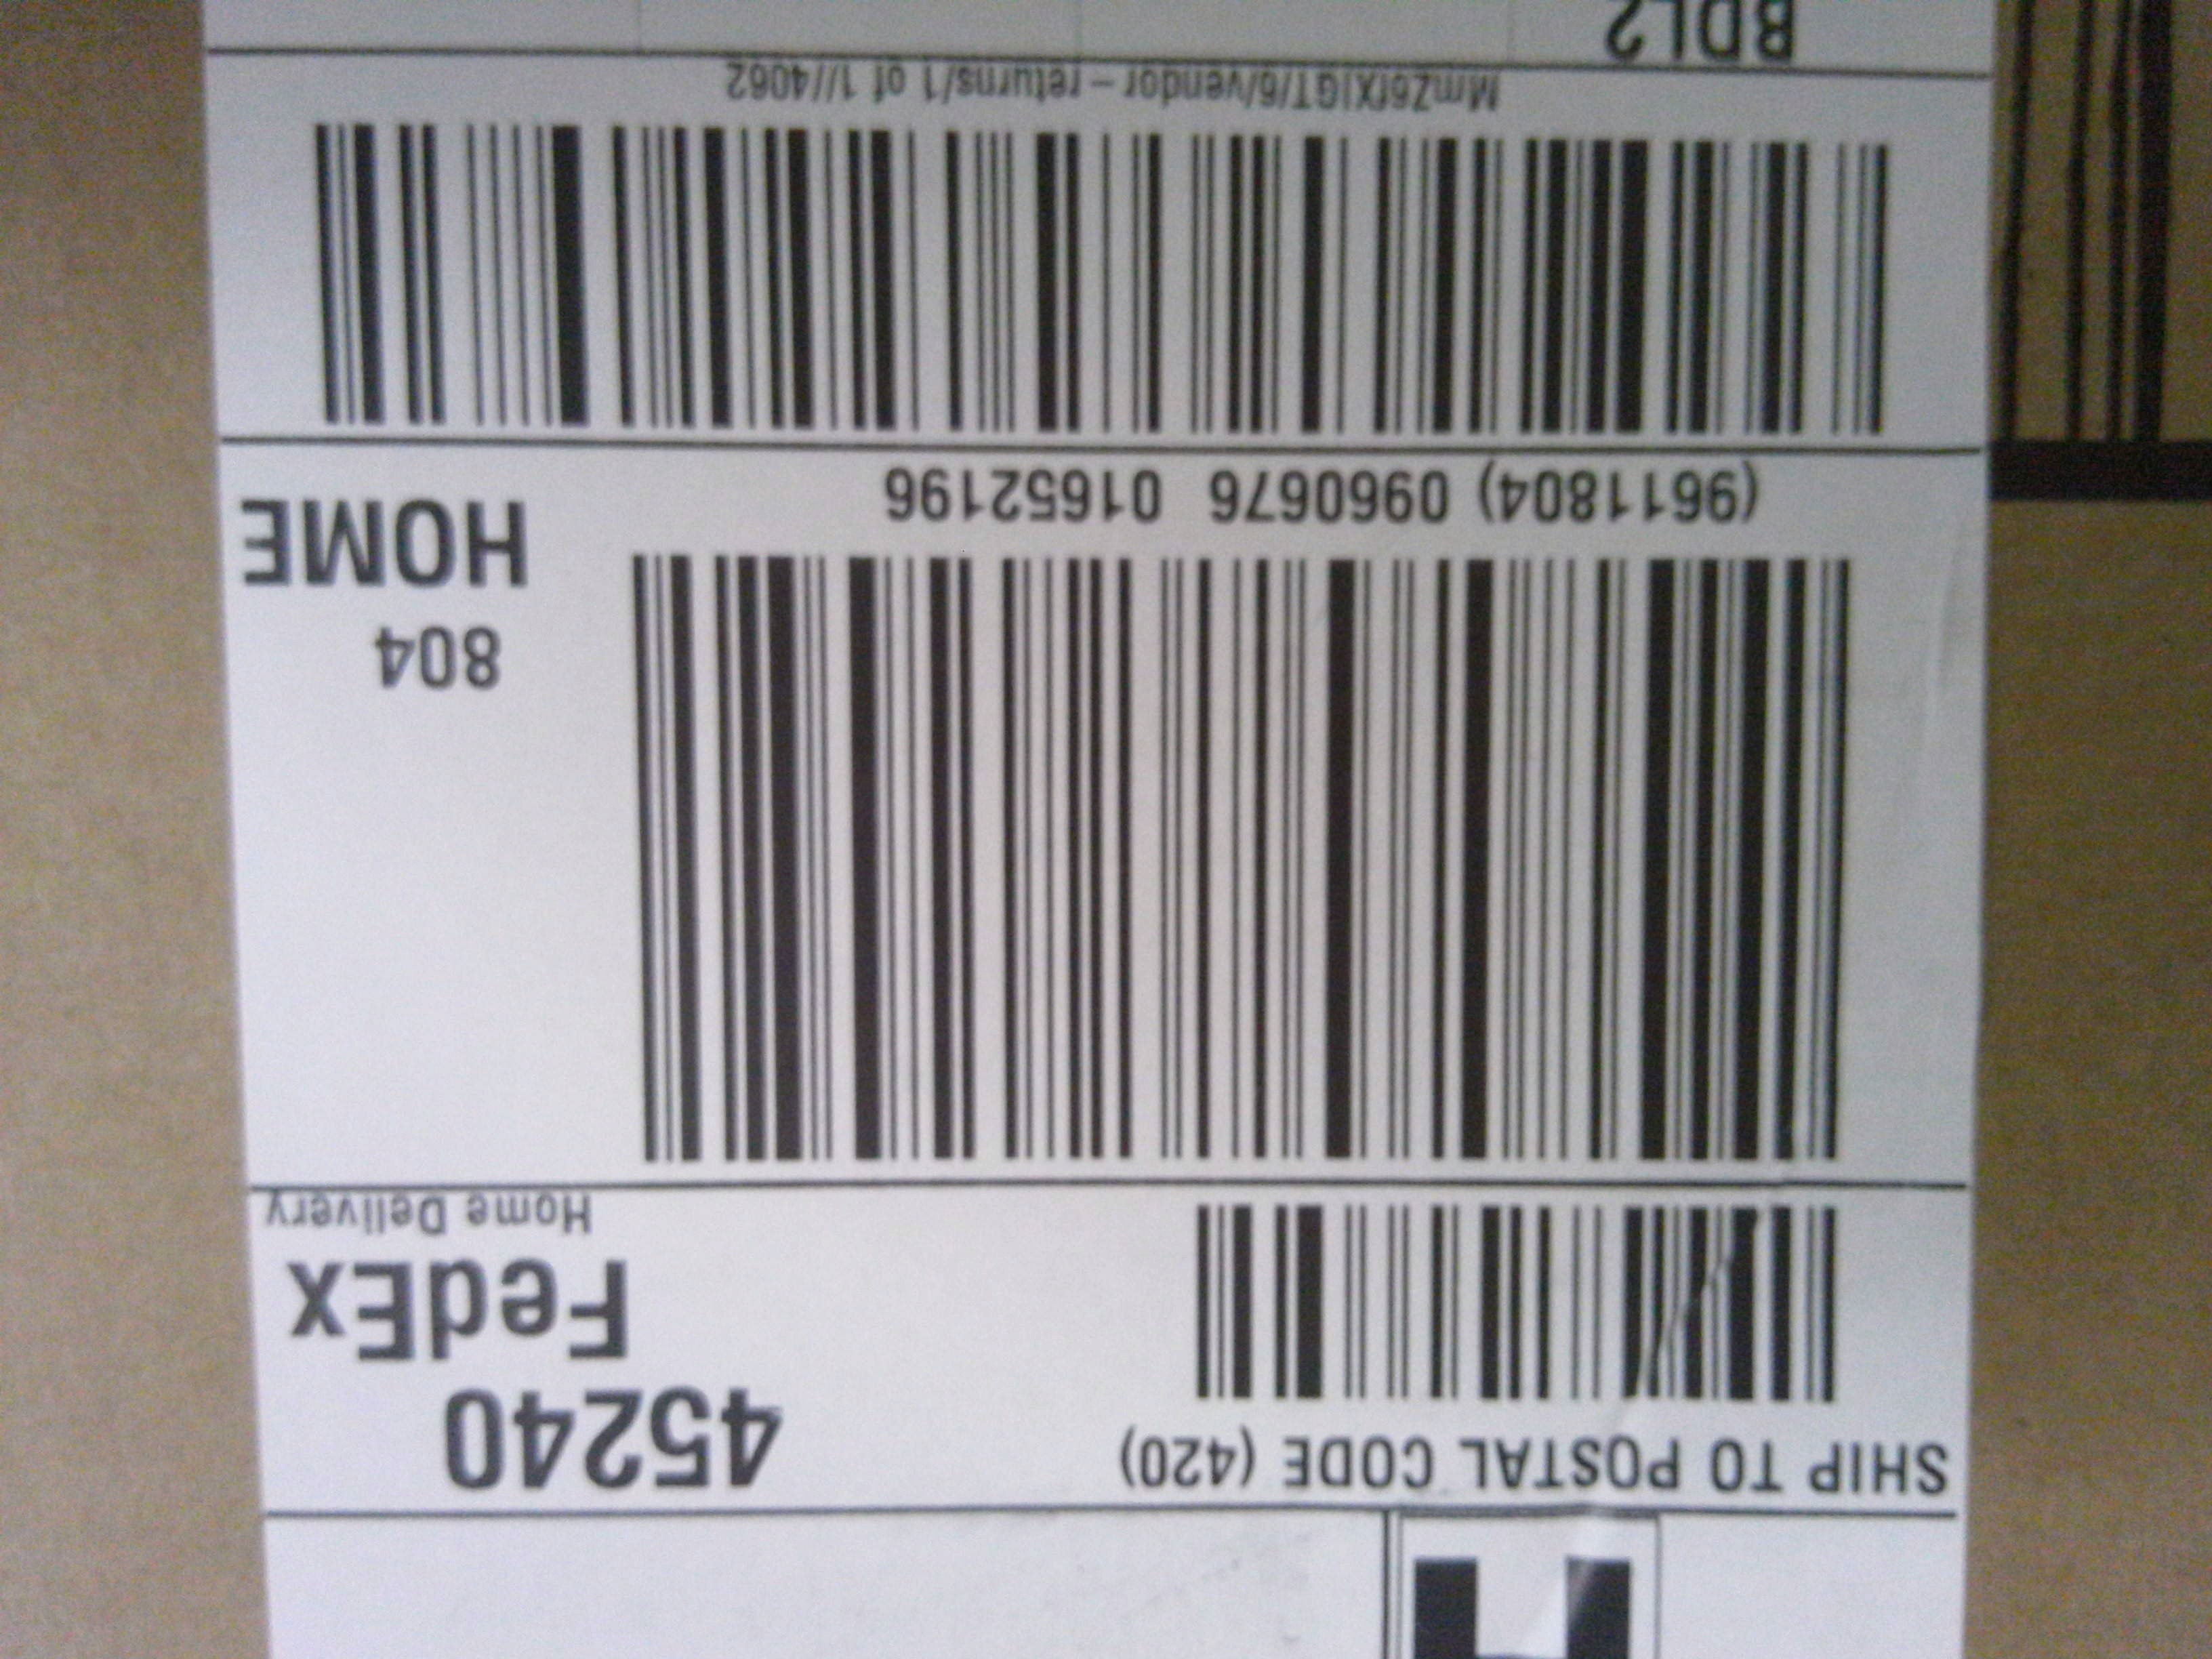 H
SHIP TO POSTAL CODE (420)
45240
FedEx
Home Delivery
804
HOME
(9611804) 0960676 01652196
MmZ6fXlGT/6/vendor – returns/1 of 1//4062
BDL2